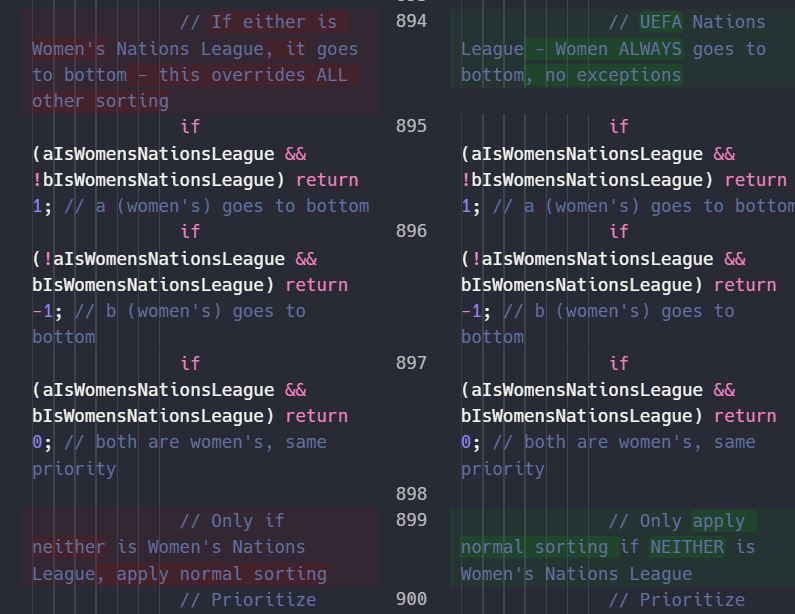 // If either is
Women's Nations League, it goes
to bottom - this overrides ALL
other sorting
if
(aIsWomensNationsLeague &&
!bIsWomensNationsLeague) return
1; // a (women's) goes to bottom
if
(!aIsWomensNationsLeague &&
bIsWomensNationsLeague) return
-1; // b (women's) goes to
bottom
if
(aIsWomensNationsLeague &&
bIsWomensNationsLeague) return
0; // both are women's, same
priority
// Only if
neither is Women's Nations
League, apply normal sorting
// Prioritize
894 // UEFA Nations
League - Women ALWAYS goes to
bottom, no exceptions
895 if
(aIsWomensNationsLeague &&
!bIsWomensNationsLeague) return
1; // a (women's) goes to bottom
896 if
(!aIsWomensNationsLeague &&
bIsWomensNationsLeague) return
-1; // b (women's) goes to
bottom
897 if
(aIsWomensNationsLeague &&
bIsWomensNationsLeague) return
0; // both are women's, same
priority
898
899 // Only apply
normal sorting if NEITHER is
Women's Nations League
900 // Prioritize